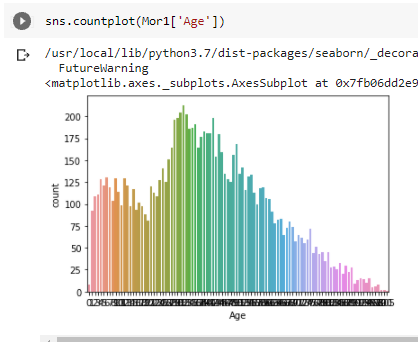 sns.countplot(Mor1['Age'])
/usr/local/lib/python3.7/dist-packages/seaborn/_decora
FutureWarning
<matplotlib.axes._subplots.AxesSubplot at 0x7fb06dd2e9
200
175
150
125
100
75
50
25
0
count
Age